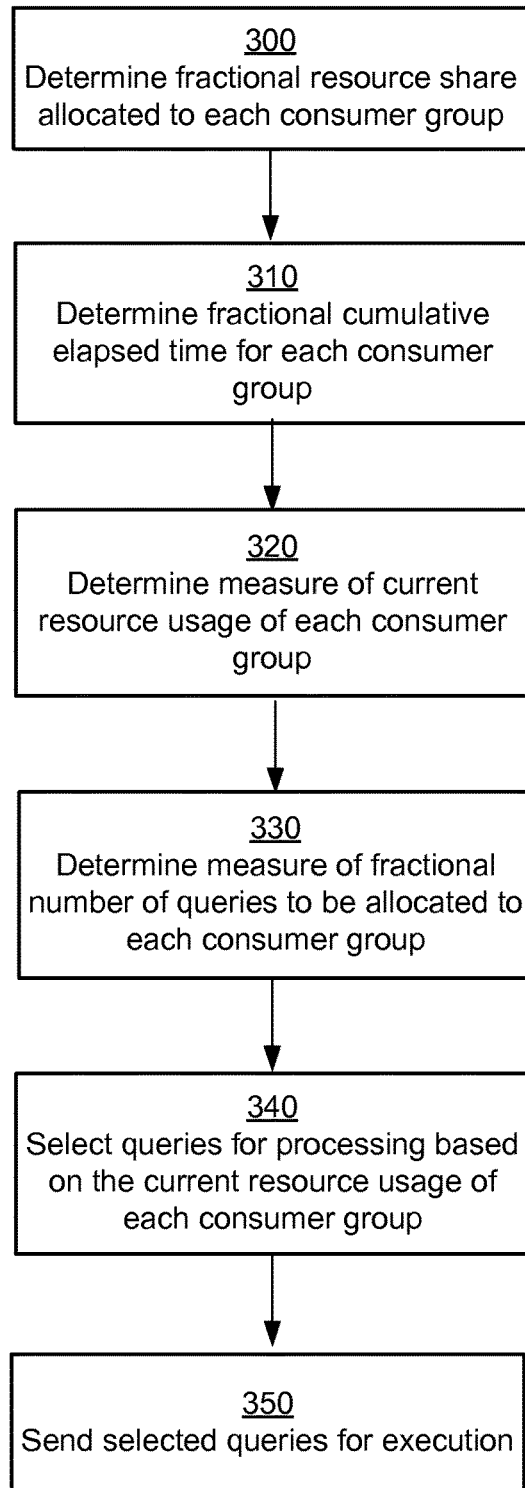 300
Determine fractional resource share
allocated to each consumer group
310
Determine fractional cumulative
elapsed time for each consumer
group
320
Determine measure of current
resource usage of each consumer
group
330
Determine measure of fractional
number of queries to be allocated to
each consumer group
340
Select queries for processing based
on the current resource usage of
each consumer group
350
Send selected queries for execution